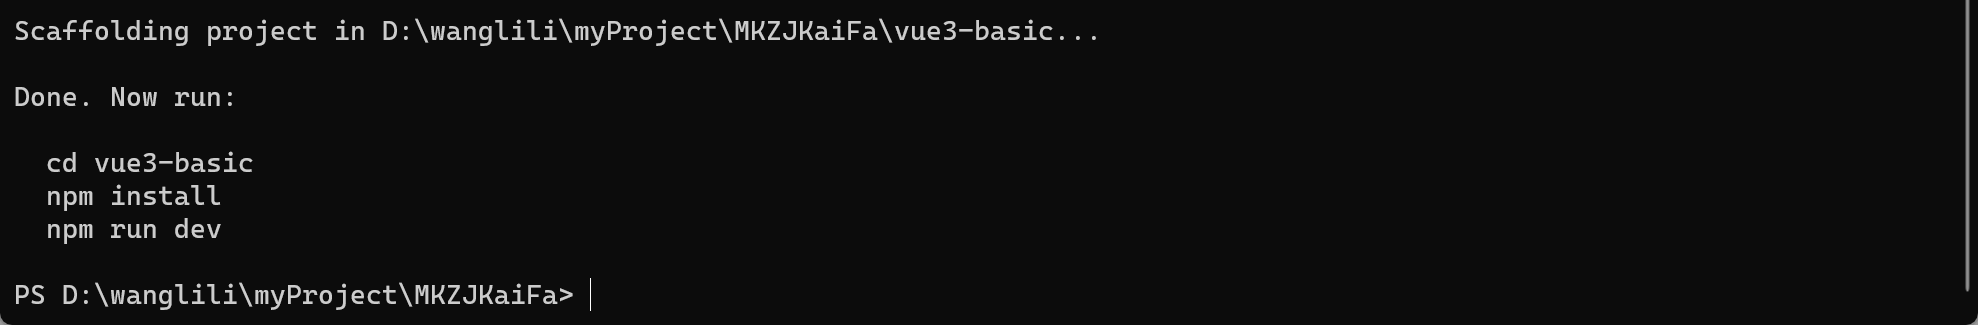 Scaffolding project in D:\wanglili\myProject\MKZJKaiFa\vue3-basic...
Done. Now run:
cd vue3-basic
npm install
npm run dev
PS D:\wanglili\myProject\MKZJKaiFa>